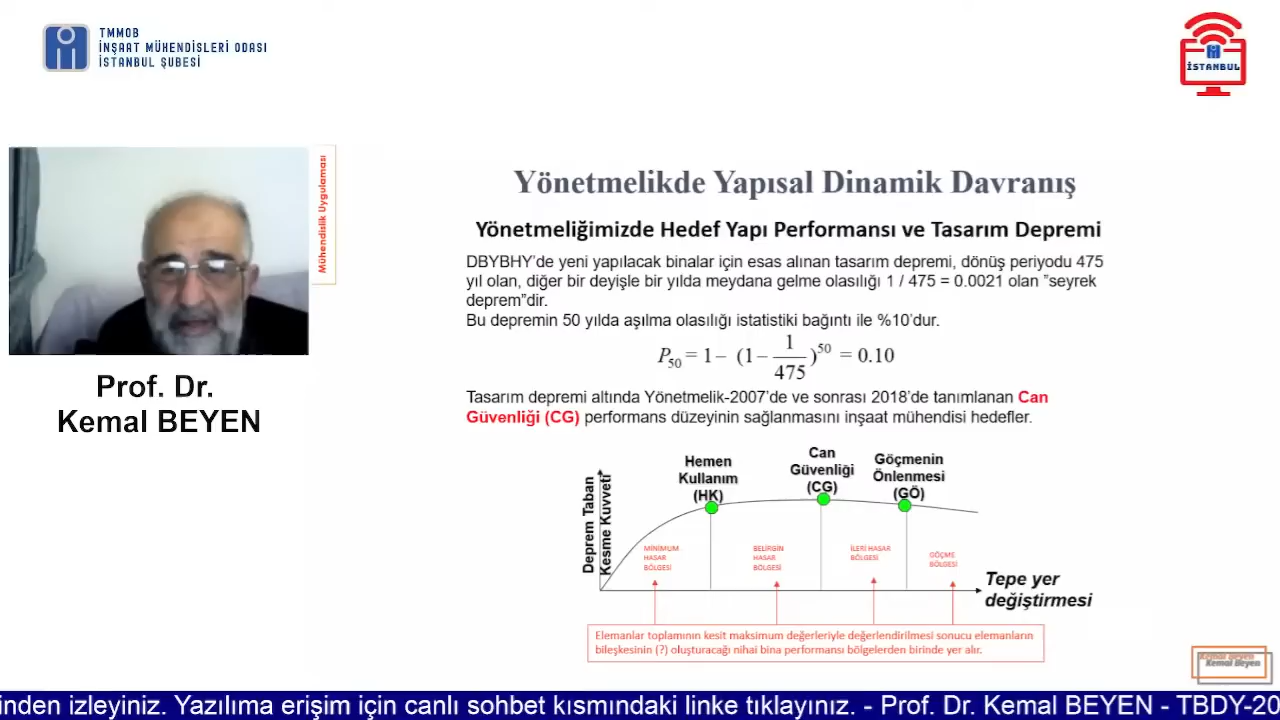 TMMOB
İNŞAAT MÜHENDİSLERİ ODASI
İSTANBUL ŞUBESİ
İSTANBUL
Mühendislik Uygulaması
Prof. Dr.
Kemal BEYEN
Yönetmelikde Yapısal Dinamik Davranış
Yönetmeliğimizde Hedef Yapı Performansı ve Tasarım Depremi
DBYBHY’de yeni yapılacak binalar için esas alınan tasarım depremi, dönüş periyodu 475
yıl olan, diğer bir deyişle bir yılda meydana gelme olasılığı 1 / 475 = 0.0021 olan ”seyrek
deprem”dir.
Bu depremin 50 yılda aşılma olasılığı istatistiki bağıntı ile %10’dur.
P50 = 1 – (1 – 1/475)^50 = 0.10
Tasarım depremi altında Yönetmelik-2007’de ve sonrası 2018’de tanımlanan Can
Güvenliği (CG) performans düzeyinin sağlanmasını inşaat mühendisi hedefler.
Deprem Taban
Kesme Kuvveti
Hemen
Kullanım
(HK)
Can
Güvenliği
(CG)
Göçmenin
Önlenmesi
(GÖ)
MİNİMUM
HASAR
BÖLGESİ
BELİRGİN
HASAR
BÖLGESİ
İLERİ HASAR
BÖLGESİ
GÖÇME
BÖLGESİ
Tepe yer
değiştirmesi
Elemanlar toplamının kesit maksimum değerleriyle değerlendirilmesi sonucu elemanların
bileşkesinin (?) oluşturacağı nihai bina performansı bölgelerden birinde yer alır.
Kemal Beyen
Kemal Beyen
inden izleyiniz. Yazılıma erişim için canlı sohbet kısmındaki linke tıklayınız. - Prof. Dr. Kemal BEYEN - TBDY-20